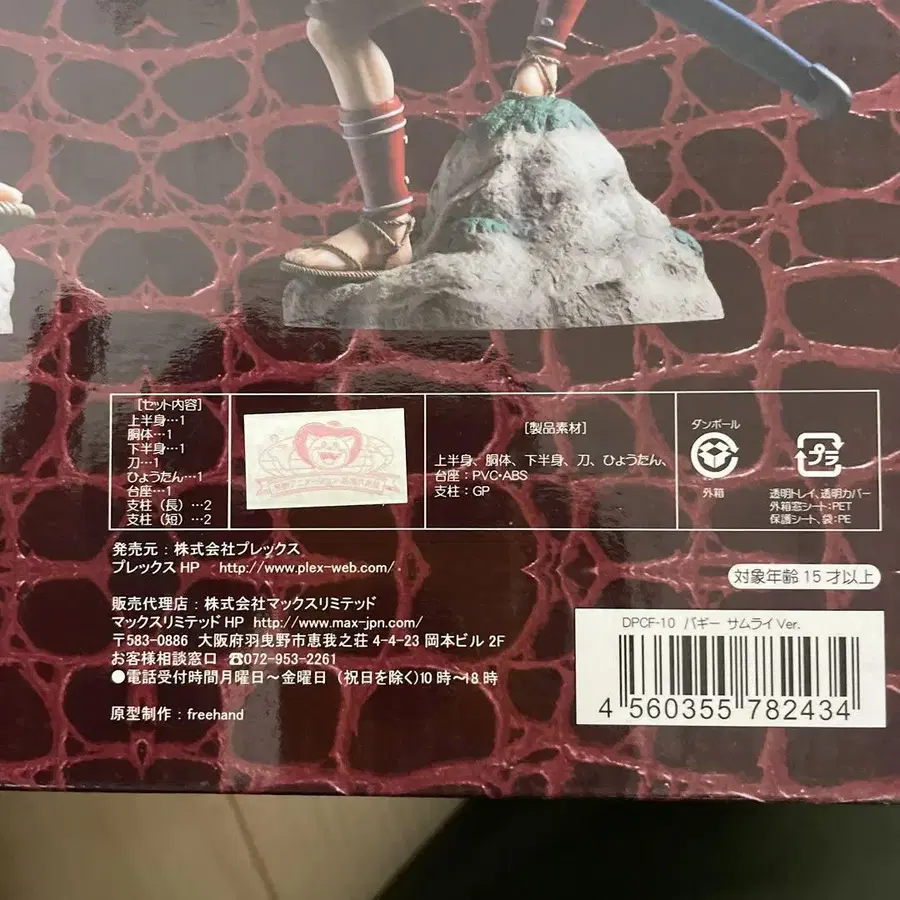 [セット内容]
上半身…1
胴体…1
下半身…1
刀…1
ひょうたん…1
台座…1
支柱（長）…2
支柱（短）…2
[製品素材]
上半身、胴体、下半身、刀、ひょうたん、
台座：PVC・ABS
支柱：GP
ダンボール
外箱
プラ
透明トレイ、透明カバー
外箱窓シート：PET
保護シート、袋：PE
発売元：株式会社プレックス
プレックス HP http://www.plex-web.com/
対象年齢 15 才以上
販売代理店：株式会社マックスリミテッド
マックスリミテッド HP http://www.max-jpn.com/
〒583-0886 大阪府羽曳野市恵我之荘 4-4-23 岡本ビル 2F
お客様相談窓口 ☎072-953-2261
●電話受付時間月曜日～金曜日（祝日を除く）10時～18時
原型制作：freehand
DPCF-10 バギー サムライ Ver.
4 560355 782434